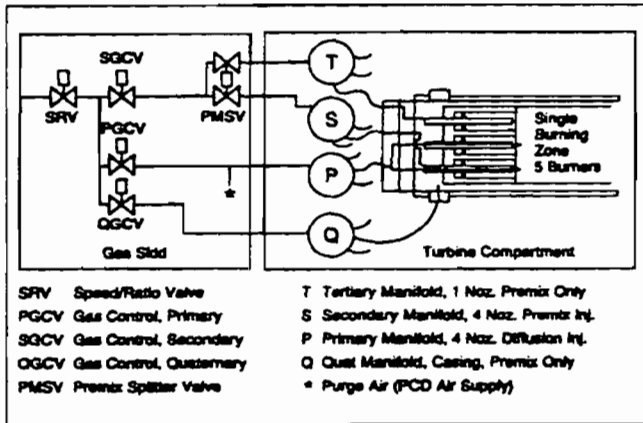 SGCV
SRV
PMSV
PGCV
QGCV
*
Gas Skid
T
S
P
Q
Single
Burning
Zone
5 Burners
Turbine Compartment
SRV Speed/Ratio Valve
PGCV Gas Control, Primary
SGCV Gas Control, Secondary
QGCV Gas Control, Quaternary
PMSV Premix Splitter Valve
T Tertiary Manifold, 1 Noz. Premix Only
S Secondary Manifold, 4 Noz. Premix Inj.
P Primary Manifold, 4 Noz. Diffusion Inj.
Q Quat Manifold, Casing, Premix Only
* Purge Air (PCD Air Supply)